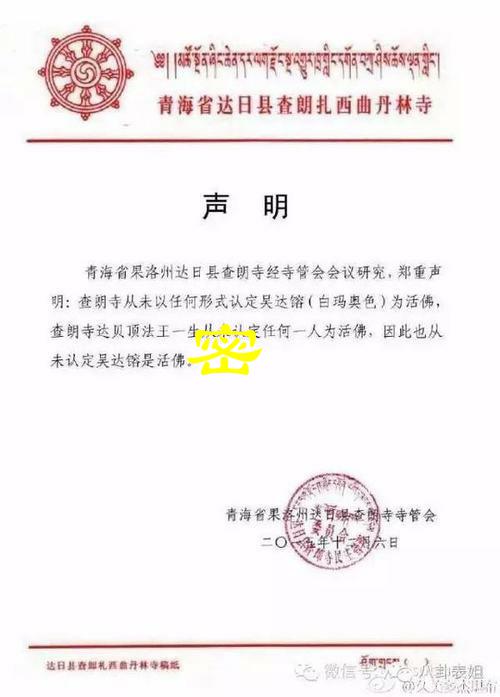 青海省达日县查朗扎西曲丹林寺
声 明
青海省果洛州达日县查朗寺经寺管会会议研究，郑重声
明：查朗寺从未以任何形式认定吴达镕（白玛奥色）为活佛，
查朗寺达贝顶法王一生从未认定任何一人为活佛，因此也从
未认定吴达镕是活佛。
密
青海省果洛州达日县查朗寺寺管会
二〇一五年十二月六日
达日县查朗扎西曲丹林寺稿纸
微信号
八卦表姐